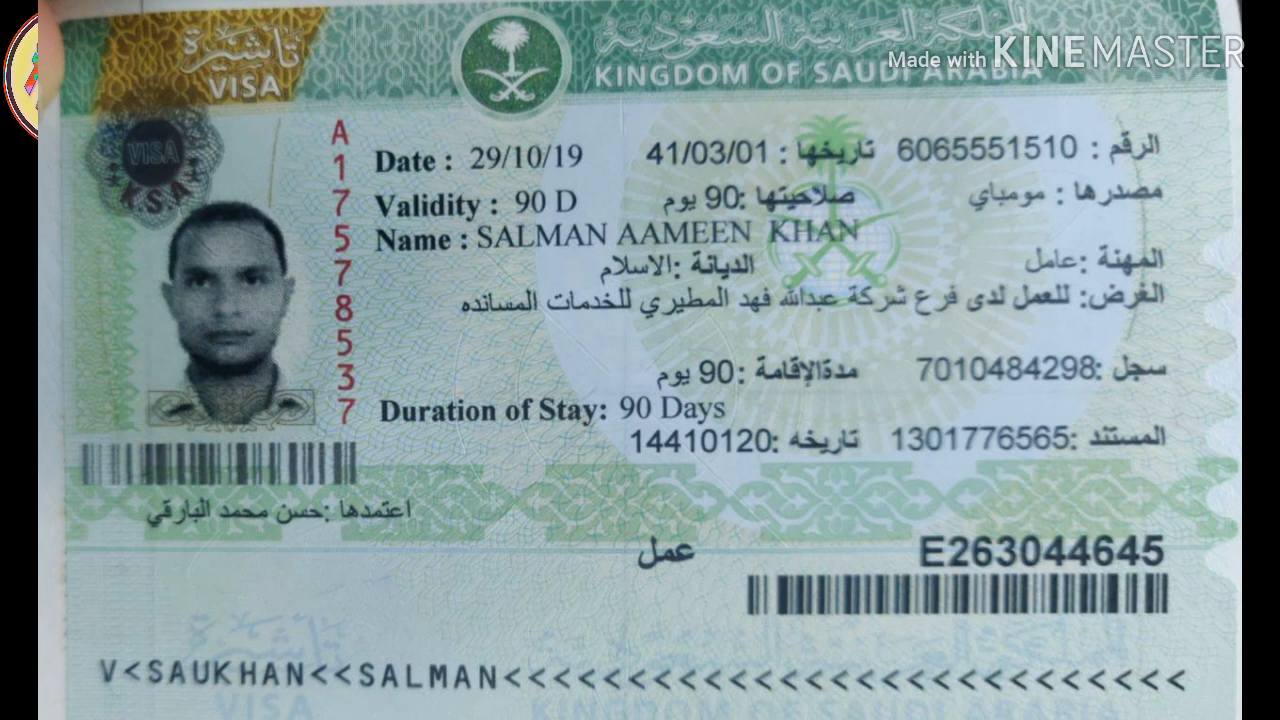 Made with KINEMASTER
تأشيرة
VISA
المملكة العربية السعودية
KINGDOM OF SAUDI ARABIA
VISA
K.S.A
A17578537
الرقم : 6065551510 تاريخها : 41/03/01
Date : 29/10/19
مصدرها : مومباي صلاحيتها :90 يوم
Validity : 90 D
Name : SALMAN AAMEEN KHAN
المهنة :عامل الديانة :الاسلام
الغرض: للعمل لدى فرع شركة عبدالله فهد المطيري للخدمات المسانده
سجل :7010484298 مدةالإقامة :90 يوم
Duration of Stay: 90 Days
المستند :1301776565 تاريخه :14410120
اعتمدها :حسن محمد البارقي
عمل
E263044645
V<SAUKHAN<<SALMAN<<<<<<<<<<<<<<<<<<<<<<<<<<<